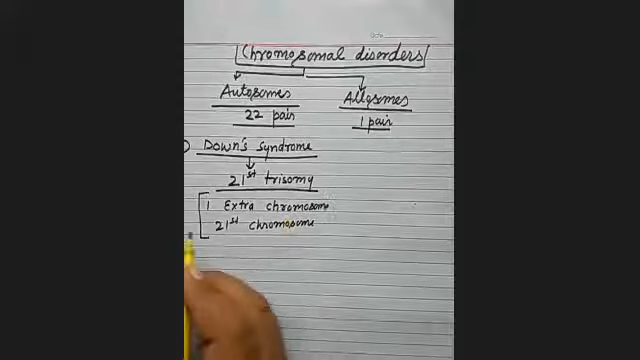 Chromosomal disorders
Autosomes Allosomes
22 pair 1 pair
Down's syndrome
21st trisomy
1 Extra chromosome
21st chromosome